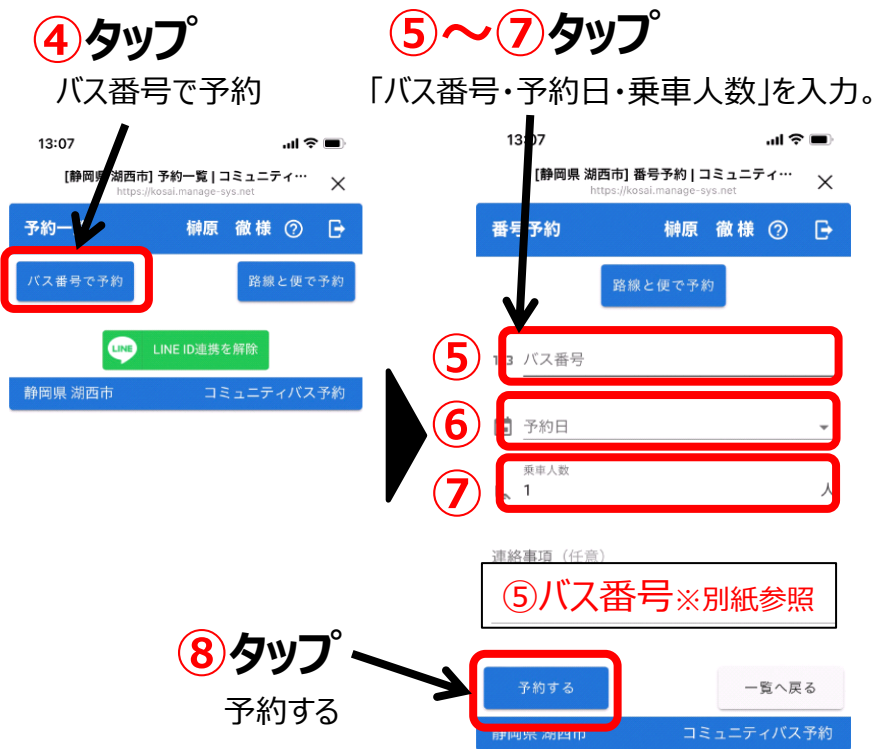 ④タップ
バス番号で予約
13:07
[静岡県 湖西市] 予約一覧 | コミュニティ…
https://kosai.manage-sys.net
予約一
榊原 徹 様
バス番号で予約
路線と便で予約
LINE
LINE ID連携を解除
静岡県 湖西市
コミュニティバス予約
⑤～⑦タップ
「バス番号・予約日・乗車人数」を入力。
13:07
[静岡県 湖西市] 番号予約 | コミュニティ…
https://kosai.manage-sys.net
番号予約
榊原 徹 様
路線と便で予約
⑤
バス番号
⑥
予約日
⑦
乗車人数
1
人
連絡事項（任意）
⑤バス番号※別紙参照
⑧タップ
予約する
予約する
一覧へ戻る
静岡県 湖西市
コミュニティバス予約